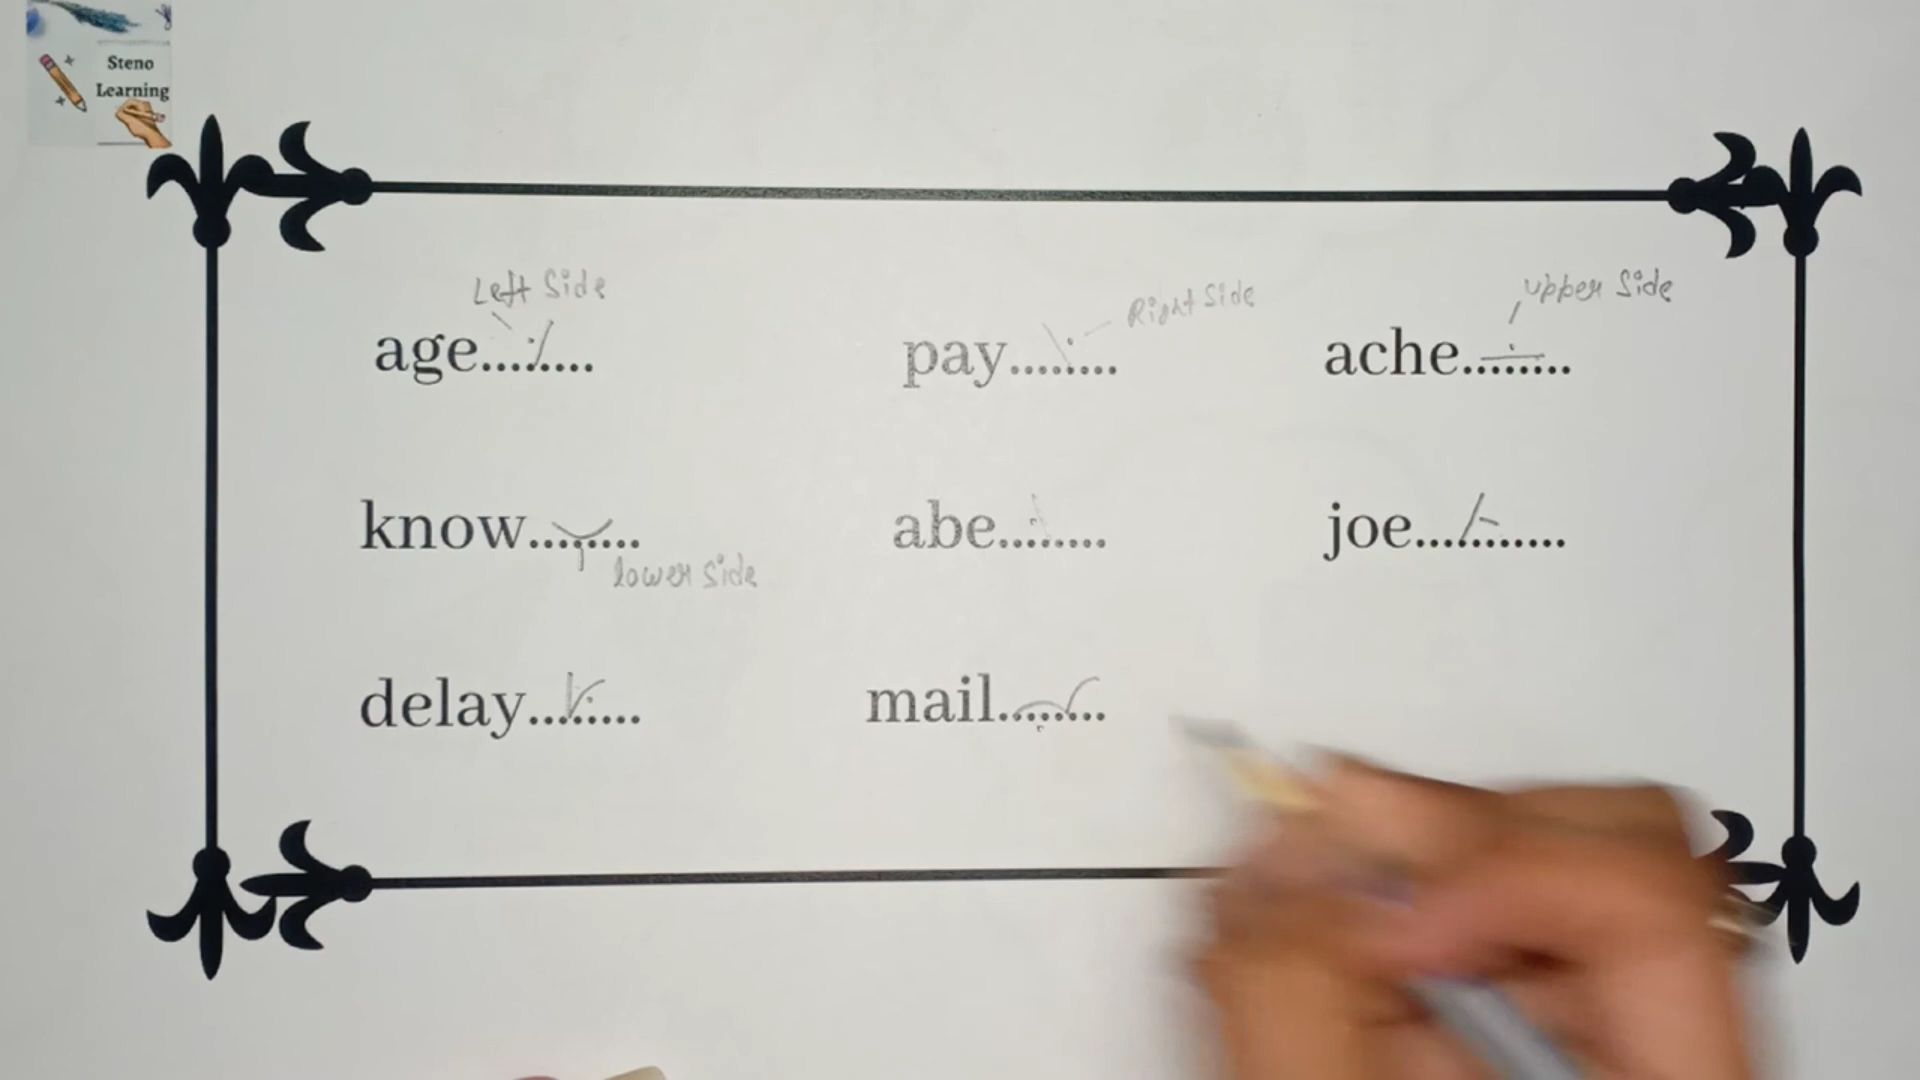 Steno
Learning
Left Side
Right Side
upper Side
age........
pay........
ache........
know........
abe........
joe...........
lower Side
delay........
mail........